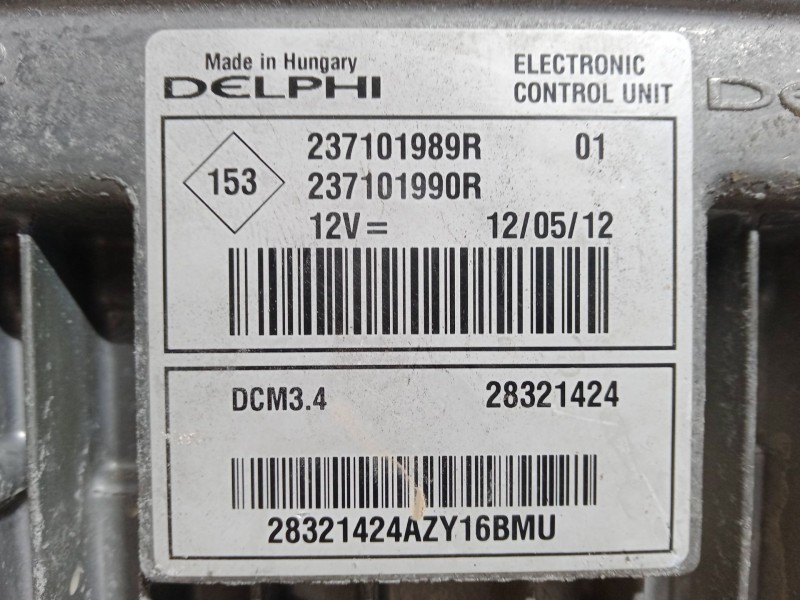 Made in Hungary
DELPHI
ELECTRONIC
CONTROL UNIT
153
237101989R 01
237101990R
12V= 12/05/12
DCM3.4 28321424
28321424AZY16BMU